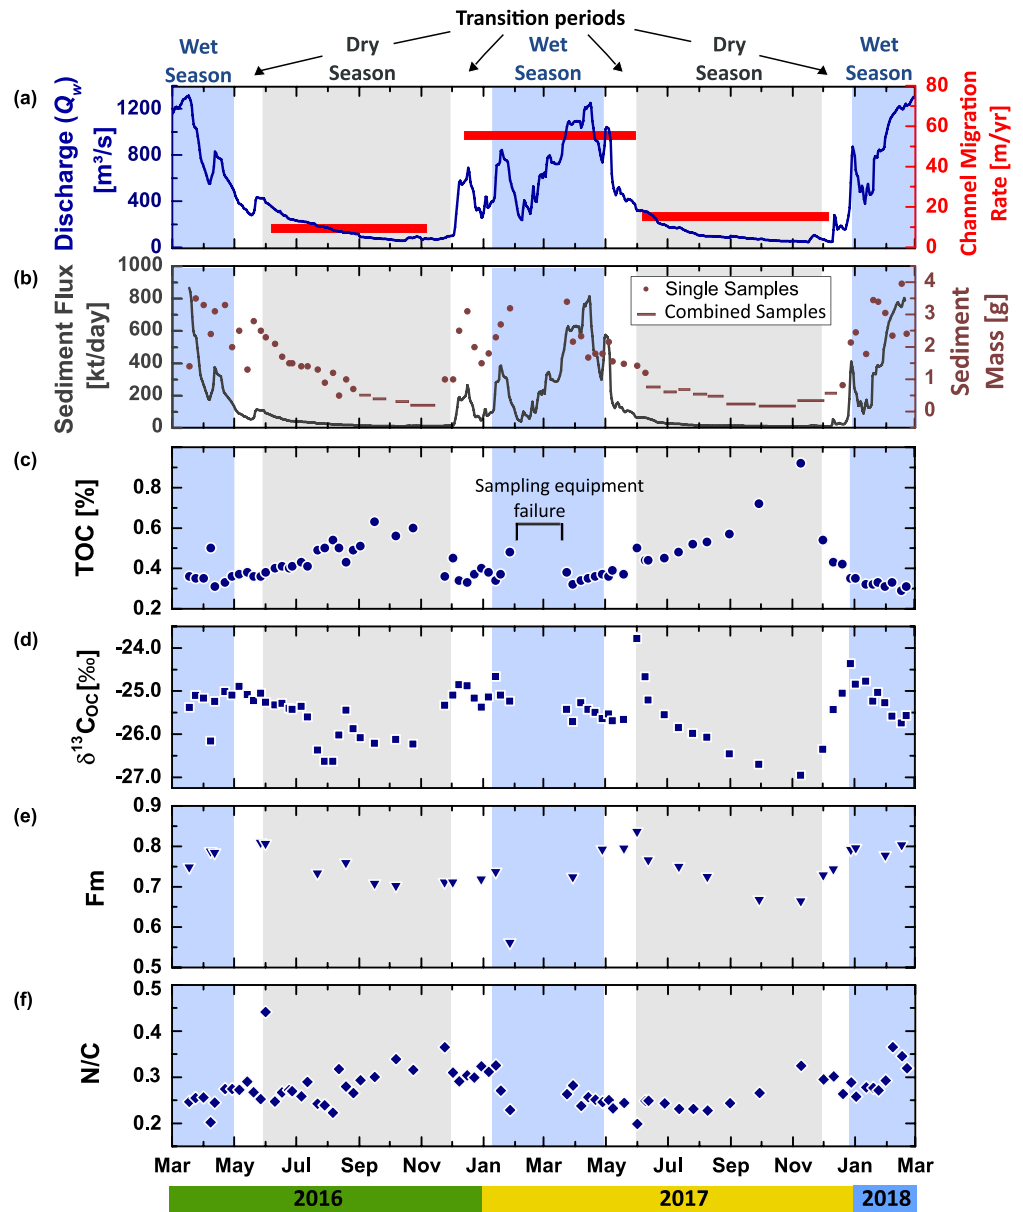 Transition periods
Wet
Season
Dry
Season
Wet
Season
Dry
Season
Wet
Season
(a)
Discharge (Qw)
[m³/s]
1200
800
400
0
80
60
40
20
0
Channel Migration
Rate [m/yr]
(b)
Sediment Flux
[kt/day]
1000
800
600
400
200
0
Single Samples
Combined Samples
4
3
2
1
0
Sediment
Mass [g]
(c)
TOC [%]
0.8
0.6
0.4
0.2
Sampling equipment
failure
(d)
δ¹³COC[‰]
-24.0
-25.0
-26.0
-27.0
(e)
Fm
0.9
0.8
0.7
0.6
0.5
(f)
N/C
0.5
0.4
0.3
0.2
Mar May Jul Sep Nov Jan Mar May Jul Sep Nov Jan Mar
2016 2017 2018